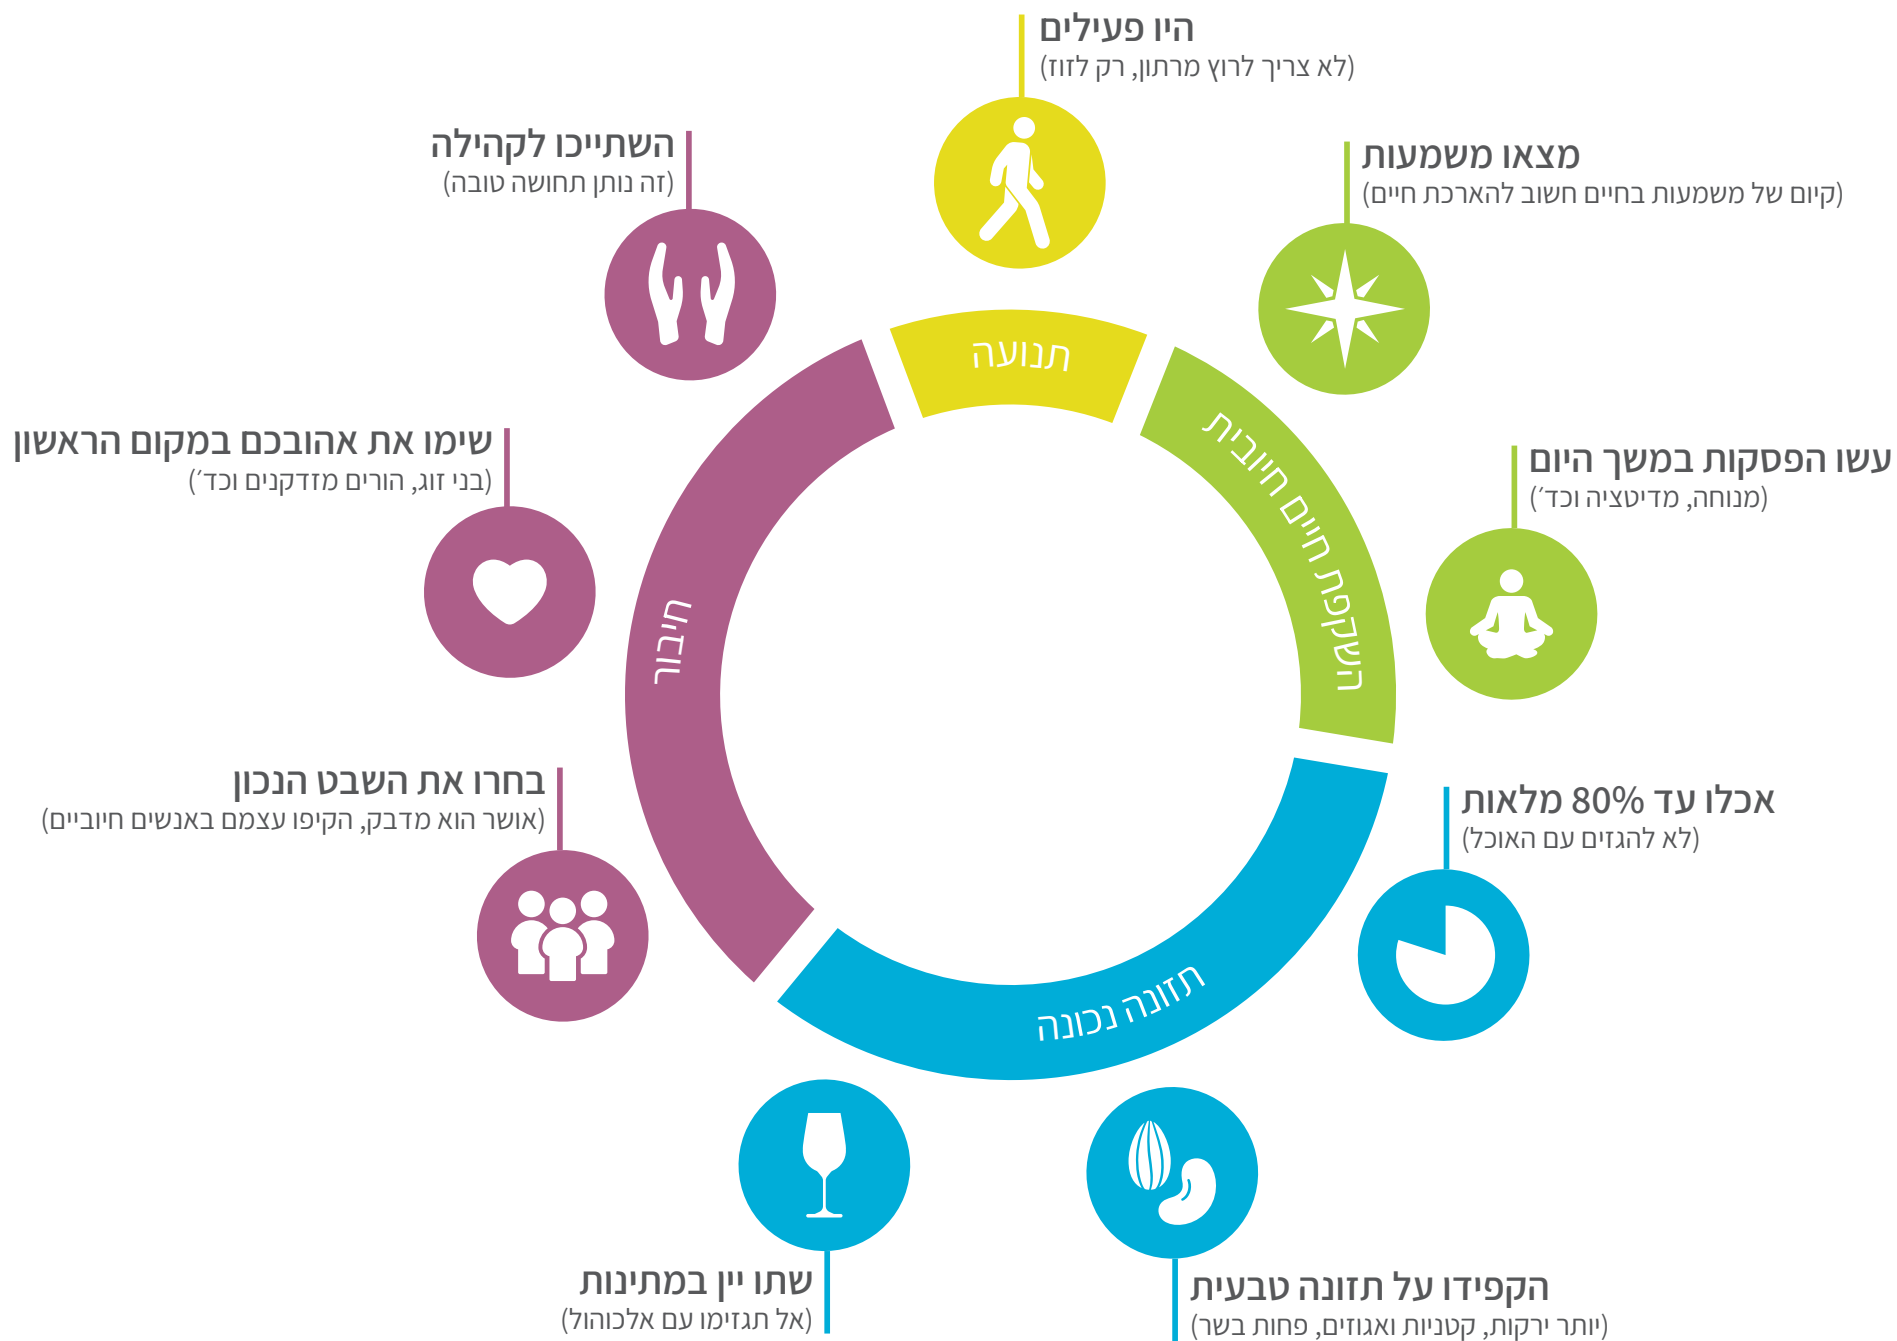 היו פעילים
(לא צריך לרוץ מרתון, רק לזוז)
מצאו משמעות
(קיום של משמעות בחיים חשוב להארכת חיים)
עשו הפסקות במשך היום
(מנוחה, מדיטציה וכד׳)
אכלו עד 80% מלאות
(לא להגזים עם האוכל)
הקפידו על תזונה טבעית
(יותר ירקות, קטניות ואגוזים, פחות בשר)
שתו יין במתינות
(אל תגזימו עם אלכוהול)
בחרו את השבט הנכון
(אושר הוא מדבק, הקיפו עצמם באנשים חיוביים)
שימו את אהובכם במקום הראשון
(בני זוג, הורים מזדקנים וכד׳)
השתייכו לקהילה
(זה נותן תחושה טובה)
תנועה
השקפת חיים חיובית
תזונה נכונה
חיבור